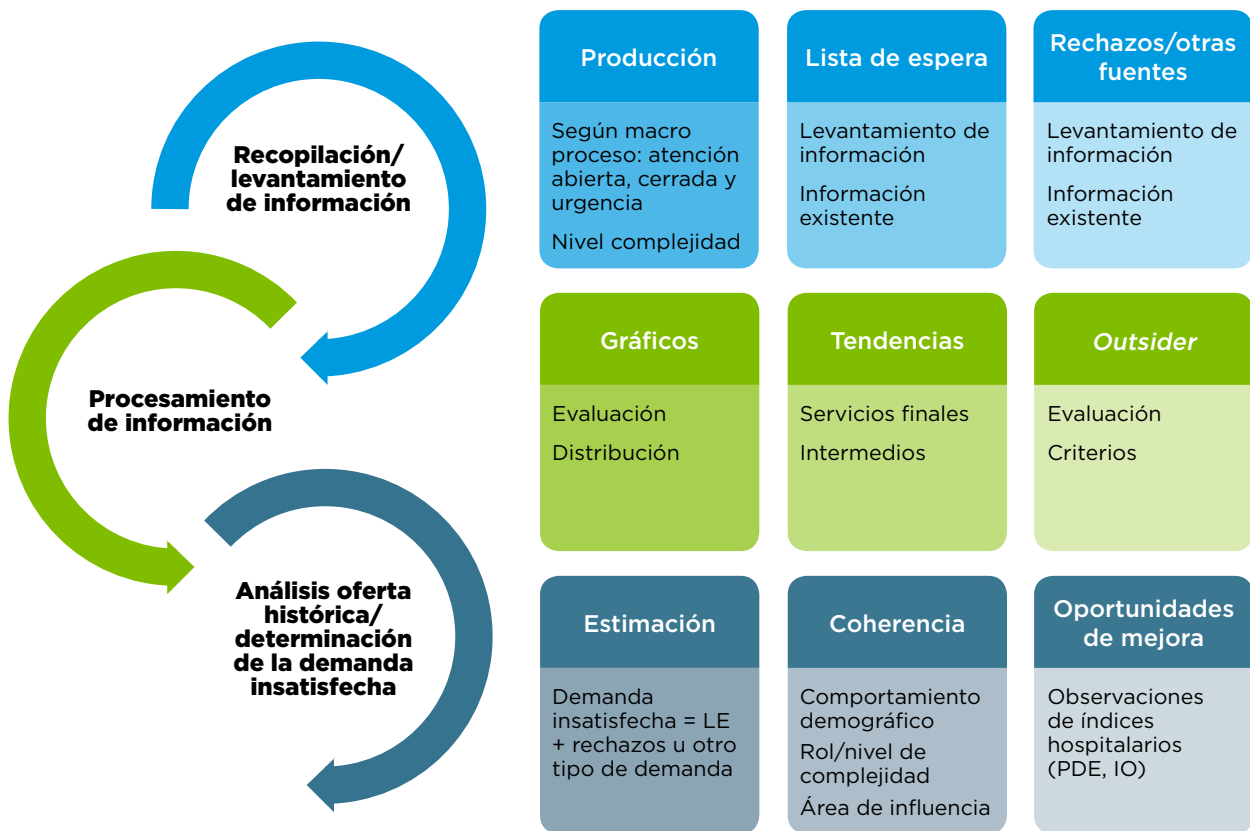 Recopilación/
levantamiento
de información
Producción
Según macro
proceso: atención
abierta, cerrada y
urgencia
Nivel complejidad
Lista de espera
Levantamiento de
información
Información
existente
Rechazos/otras
fuentes
Levantamiento de
información
Información
existente
Procesamiento
de información
Gráficos
Evaluación
Distribución
Tendencias
Servicios finales
Intermedios
Outsider
Evaluación
Criterios
Análisis oferta
histórica/
determinación
de la demanda
insatisfecha
Estimación
Demanda
insatisfecha = LE
+ rechazos u otro
tipo de demanda
Coherencia
Comportamiento
demográfico
Rol/nivel de
complejidad
Área de influencia
Oportunidades
de mejora
Observaciones
de índices
hospitalarios
(PDE, IO)